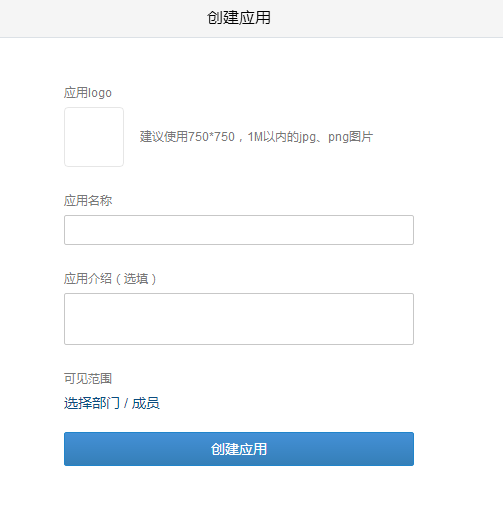 创建应用
应用logo
建议使用750*750，1M以内的jpg、png图片
应用名称
应用介绍（选填）
可见范围
选择部门 / 成员
创建应用